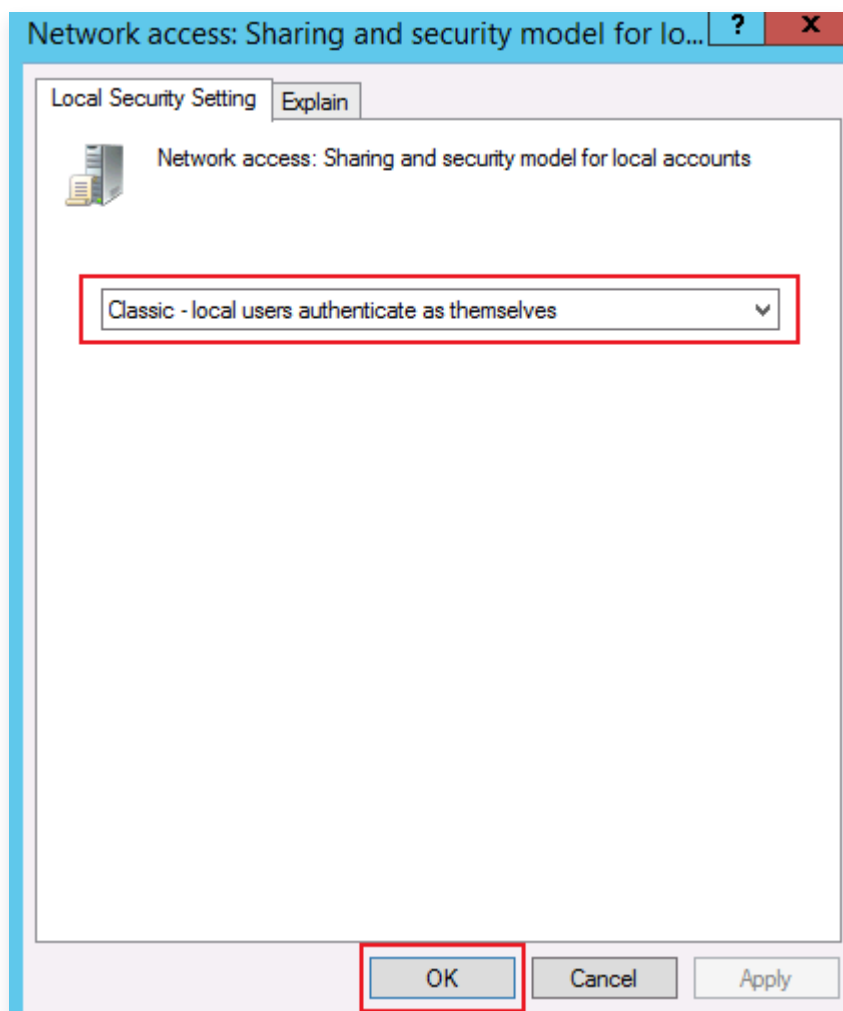 Network access: Sharing and security model for lo...
?
x
Local Security Setting
Explain
Network access: Sharing and security model for local accounts
Classic - local users authenticate as themselves
OK
Cancel
Apply